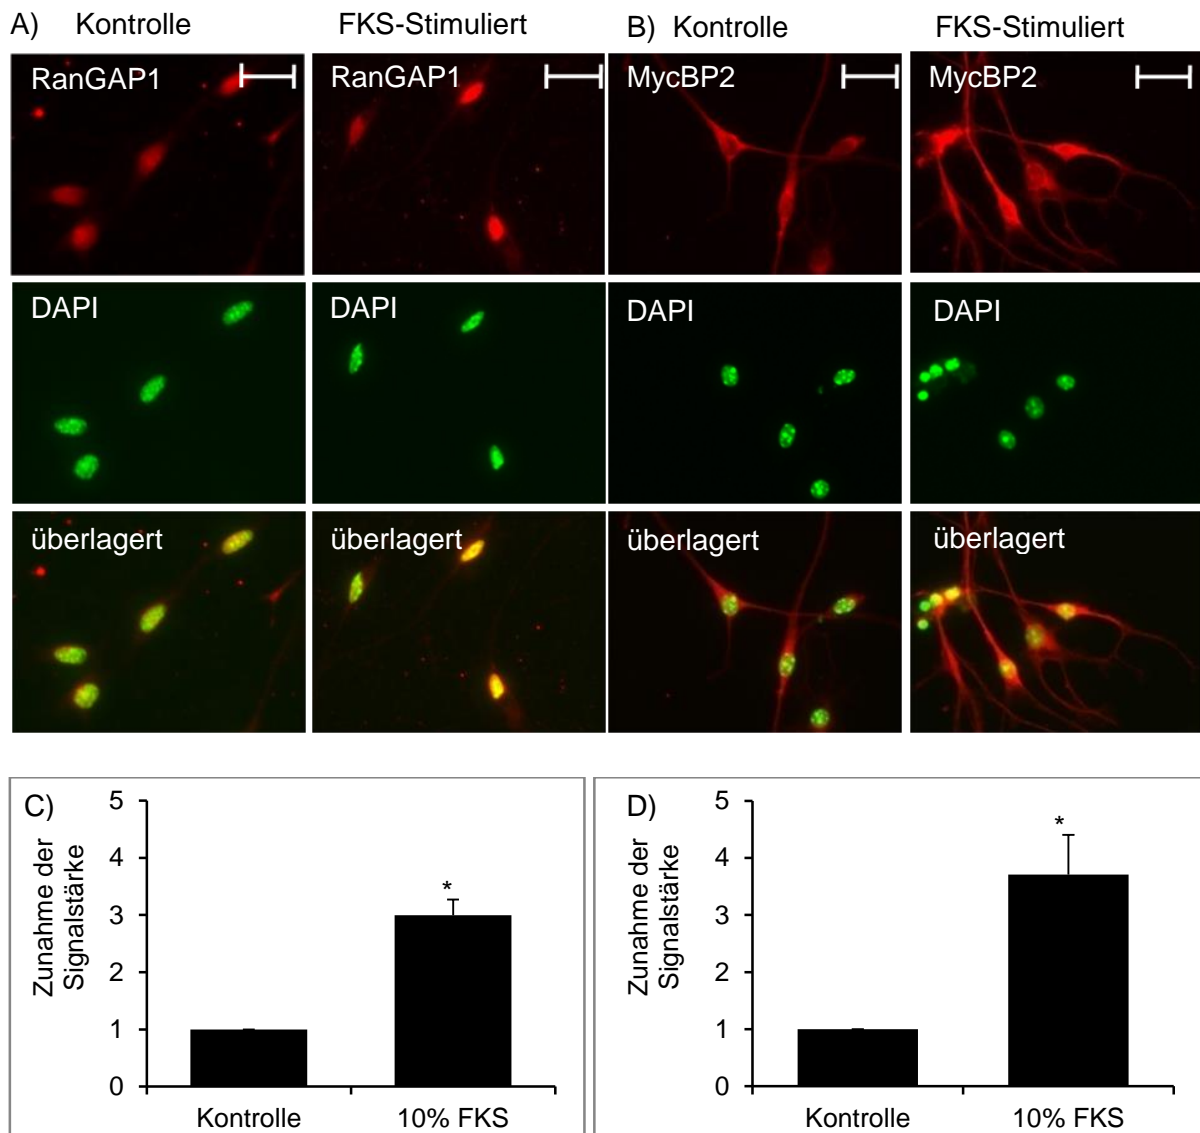 A) Kontrolle FKS-Stimuliert B) Kontrolle FKS-Stimuliert
RanGAP1 RanGAP1 MycBP2 MycBP2
DAPI DAPI DAPI DAPI
überlagert überlagert überlagert überlagert
C)
Zunahme der
Signalstärke
5
4
3
2
1
0
*
Kontrolle 10% FKS
D)
Zunahme der
Signalstärke
5
4
3
2
1
0
*
Kontrolle 10% FKS